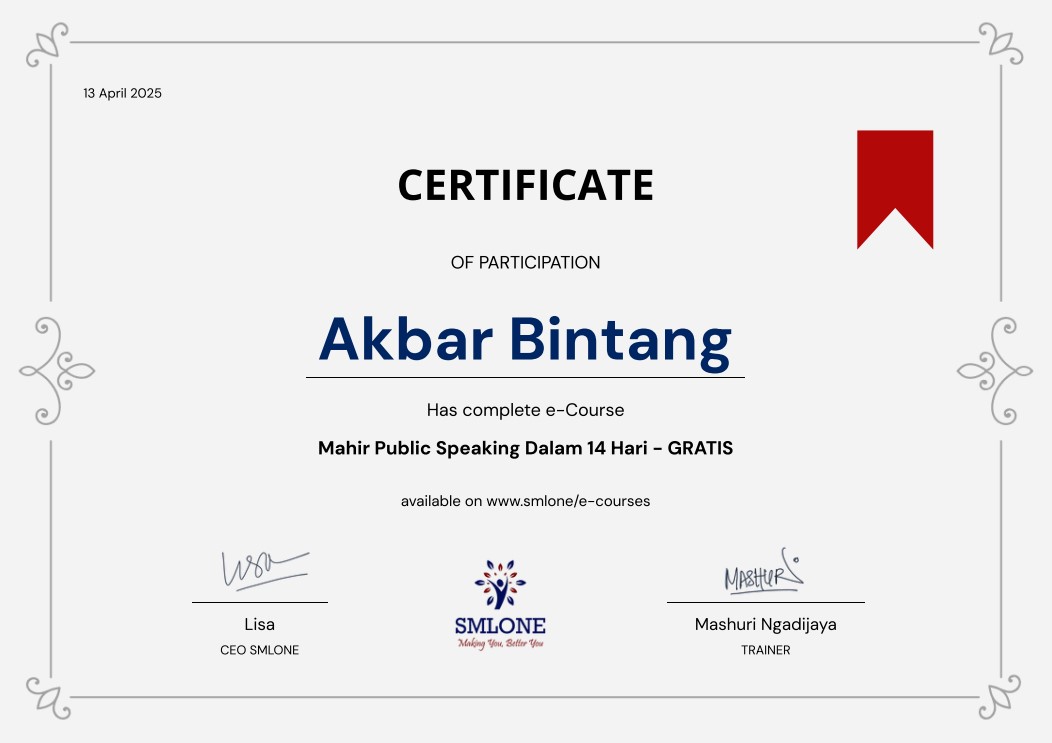 13 April 2025
CERTIFICATE
OF PARTICIPATION
Akbar Bintang
Has complete e-Course
Mahir Public Speaking Dalam 14 Hari - GRATIS
available on www.smlone/e-courses
Lisa
MASHURI
SMLONE
Making You, Better You
Lisa
CEO SMLONE
Mashuri Ngadijaya
TRAINER